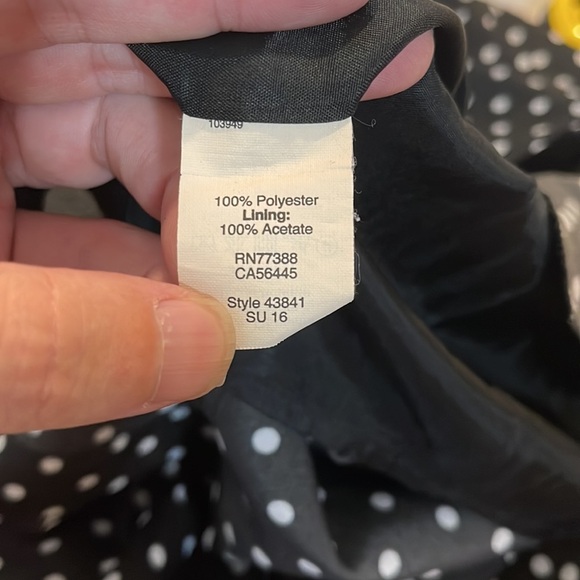 103949
100% Polyester
Lining:
100% Acetate
RN77388
CA56445
Style 43841
SU 16